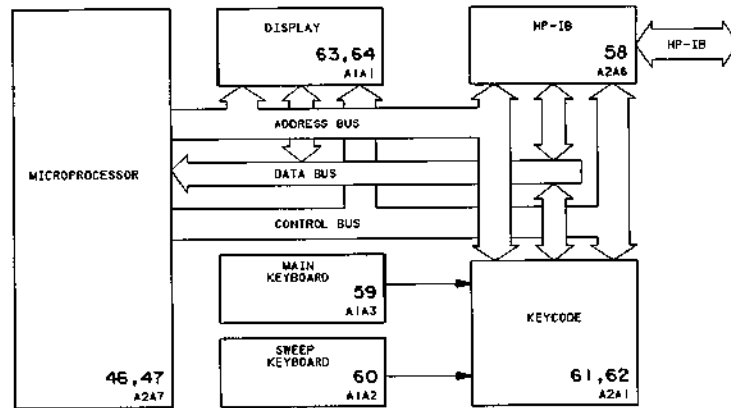 DISPLAY
63,64
A1A1
HP-IB
58
A2A6
HP-IB
ADDRESS BUS
MICROPROCESSOR
DATA BUS
CONTROL BUS
46,47
A2A7
MAIN
KEYBOARD
59
A1A3
SWEEP
KEYBOARD
60
A1A2
KEYCODE
61,62
A2A1